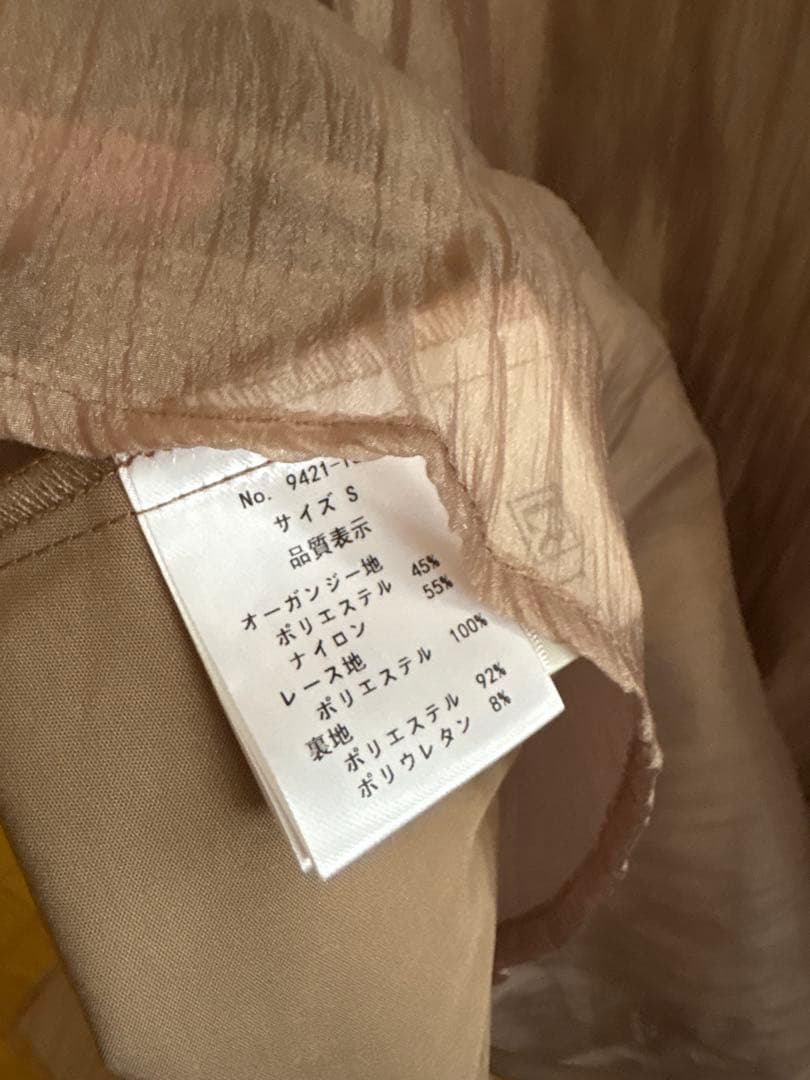 No. 9421-1
サイズ S
品質表示
オーガンジー地
ポリエステル 45%
ナイロン 55%
レース地
ポリエステル 100%
裏地
ポリエステル 92%
ポリウレタン 8%